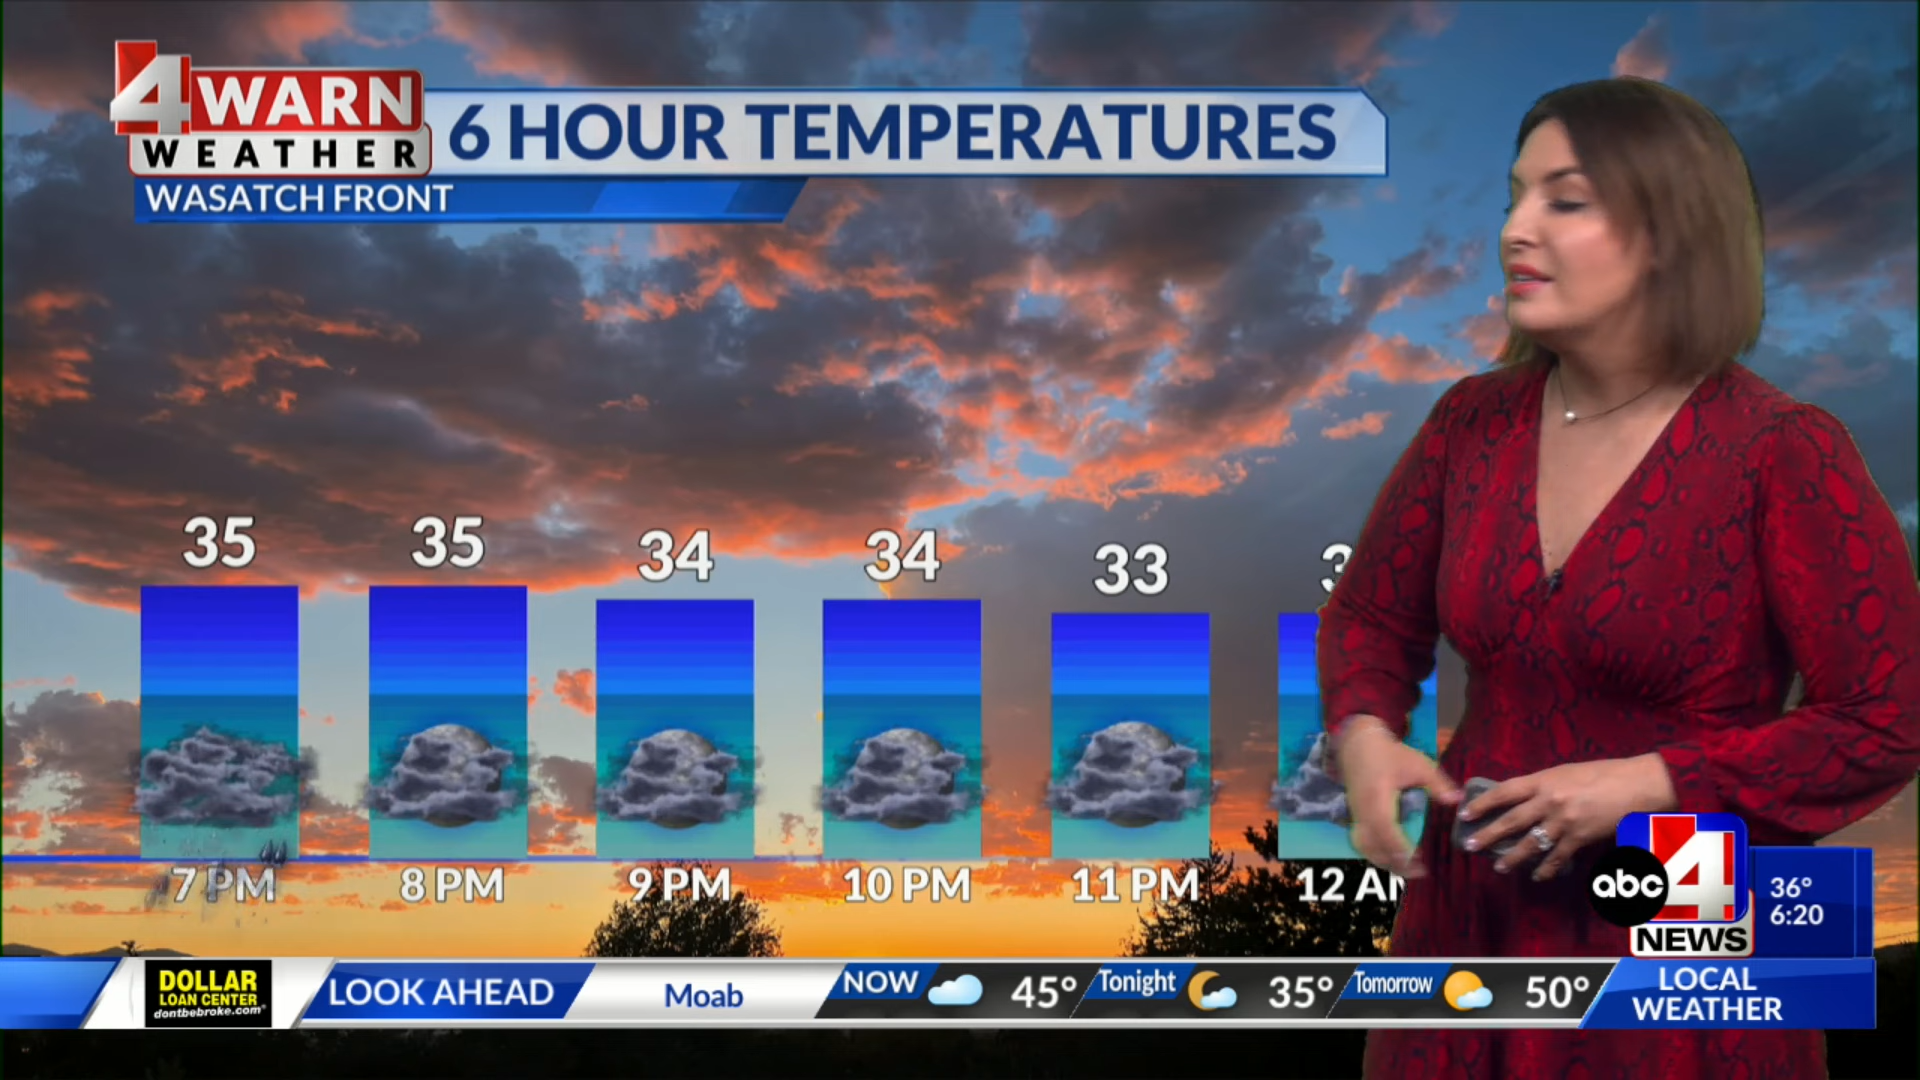 4WARN
WEATHER
6 HOUR TEMPERATURES
WASATCH FRONT
35 35 34 34 33
7 PM 8 PM 9 PM 10 PM 11 PM 12
abc 4
NEWS
36°
6:20
DOLLAR
LOAN CENTER
dontbebroke.com
LOOK AHEAD
Moab
NOW 45°
Tonight 35°
Tomorrow 50°
LOCAL
WEATHER